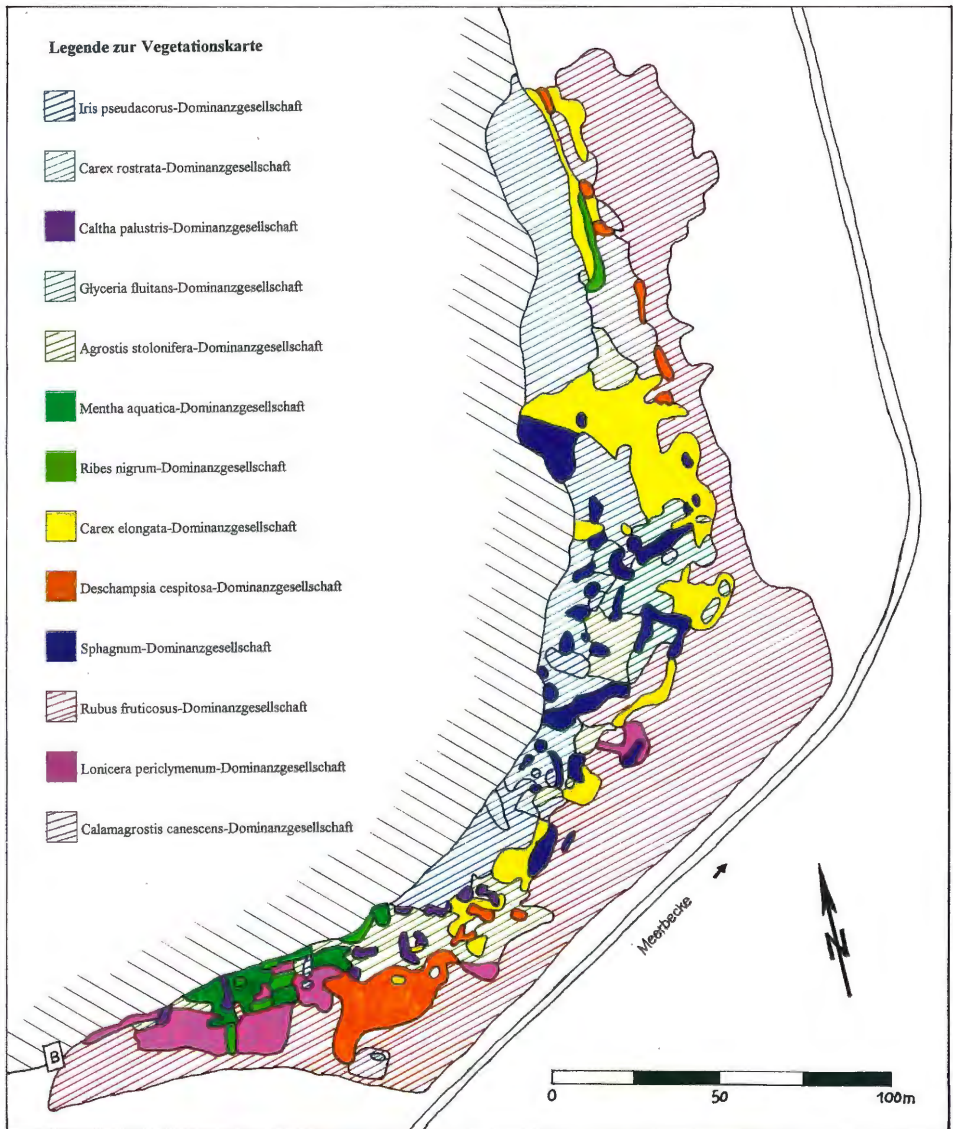 Legende zur Vegetationskarte
Iris pseudacorus-Dominanzgesellschaft
Carex rostrata-Dominanzgesellschaft
Caltha palustris-Dominanzgesellschaft
Glyceria fluitans-Dominanzgesellschaft
Agrostis stolonifera-Dominanzgesellschaft
Mentha aquatica-Dominanzgesellschaft
Ribes nigrum-Dominanzgesellschaft
Carex elongata-Dominanzgesellschaft
Deschampsia cespitosa-Dominanzgesellschaft
Sphagnum-Dominanzgesellschaft
Rubus fruticosus-Dominanzgesellschaft
Lonicera periclymenum-Dominanzgesellschaft
Calamagrostis canescens-Dominanzgesellschaft
Meerbecke
N
B
0 50 100m